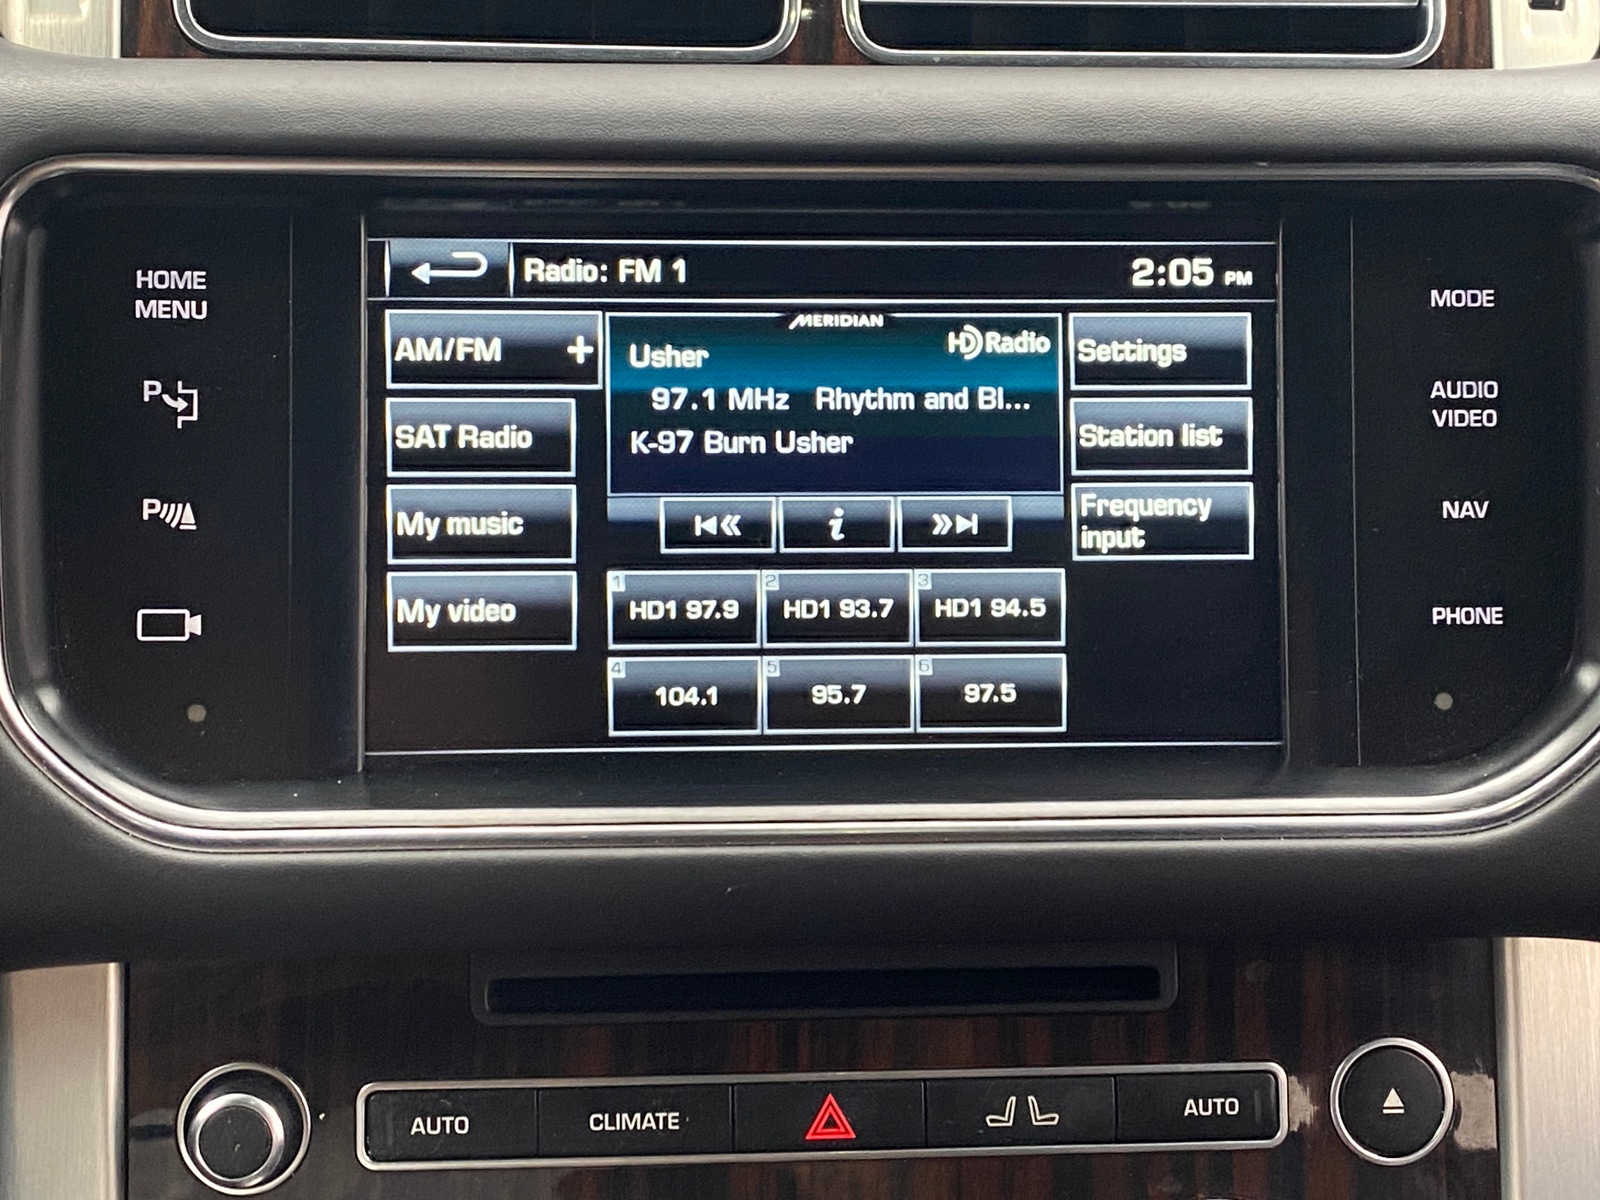 HOME
MENU
P
P
Radio: FM 1
2:05 PM
AM/FM +
SAT Radio
My music
My video
MERIDIAN
HD Radio
Usher
97.1 MHz Rhythm and Bl...
K-97 Burn Usher
i
1 HD1 97.9
2 HD1 93.7
3 HD1 94.5
4 104.1
5 95.7
6 97.5
Settings
Station list
Frequency
input
MODE
AUDIO
VIDEO
NAV
PHONE
AUTO
CLIMATE
AUTO